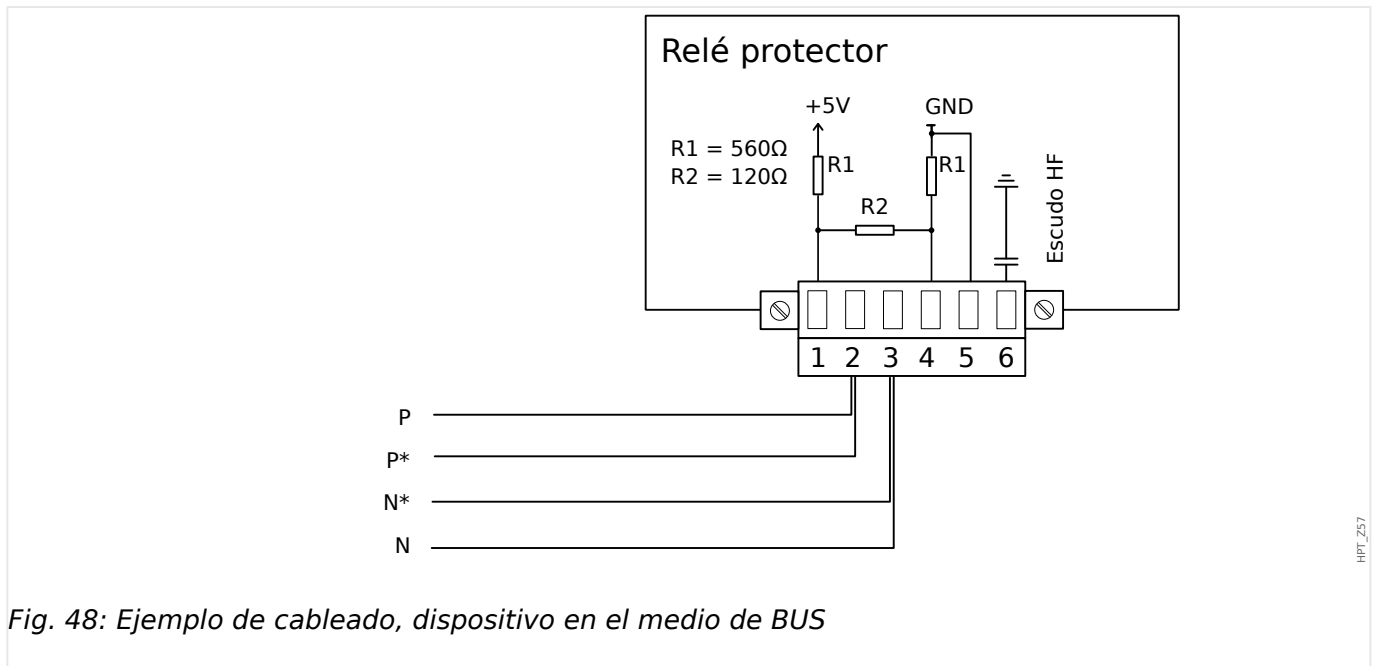 Relé protector
+5V GND
R1 = 560Ω
R2 = 120Ω
R1 R1
R2
Escudo HF
1 2 3 4 5 6
P
P*
N*
N
HPT_Z57
Fig. 48: Ejemplo de cableado, dispositivo en el medio de BUS